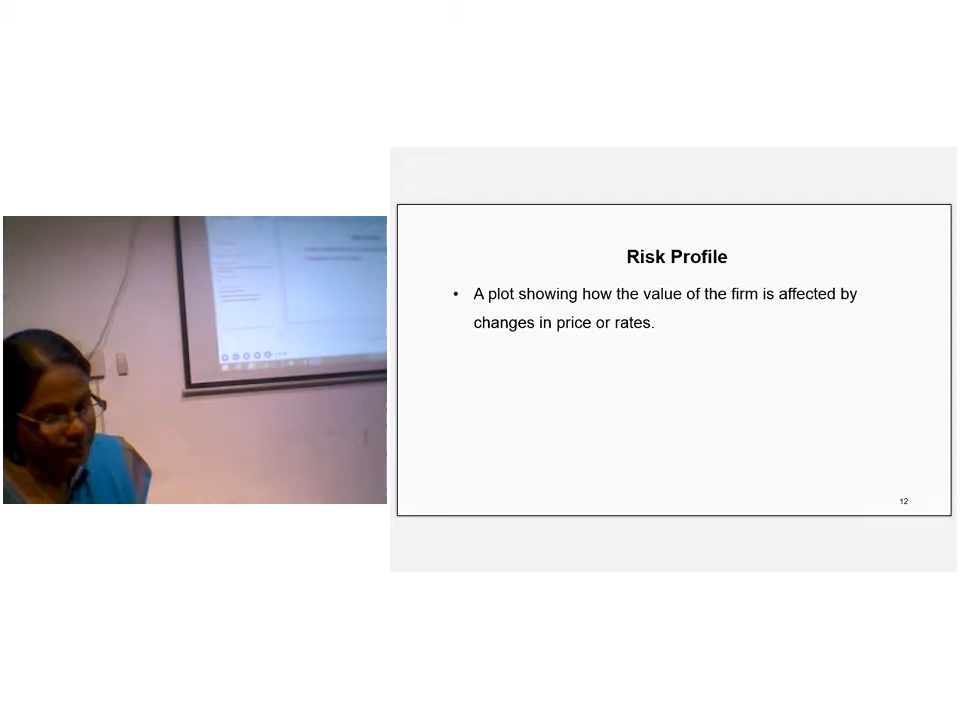 Risk Profile
• A plot showing how the value of the firm is affected by
changes in price or rates.
12